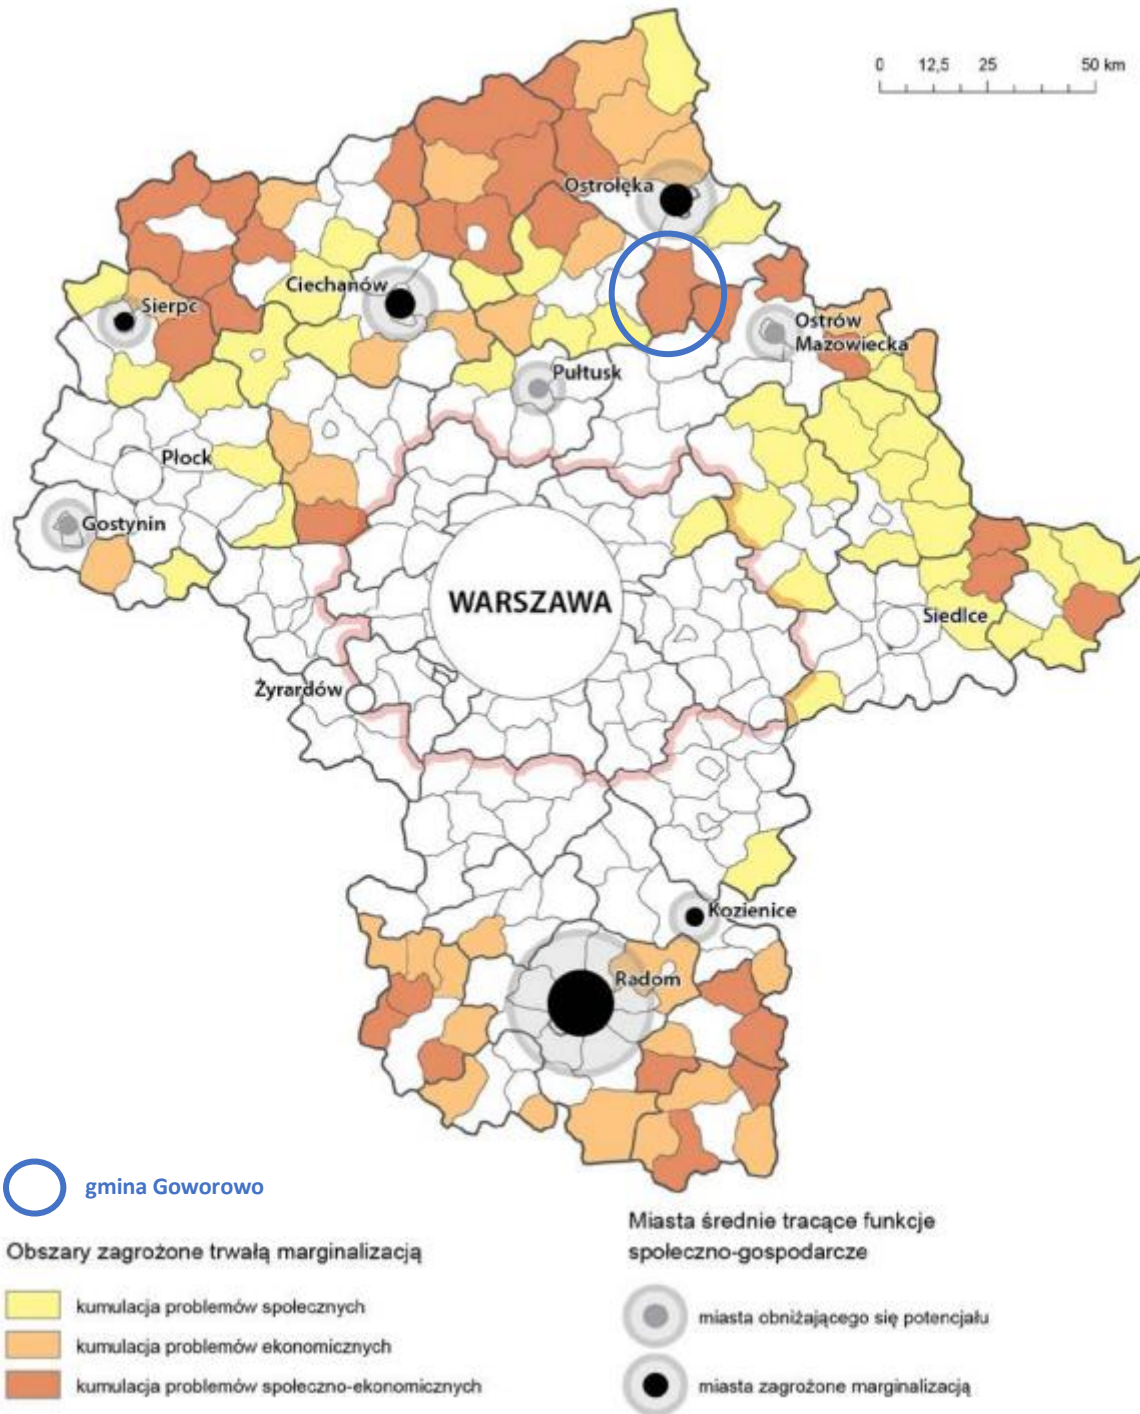 0 12,5 25 50 km
Ostrołęka
Ciechanów
Sierpc
Ostrów
Mazowiecka
Pułtusk
Płock
Gostynin
WARSZAWA
Siedlce
Żyrardów
Kozienice
Radom
gmina Goworowo
Miasta średnie tracące funkcje
społeczno-gospodarcze
Obszary zagrożone trwałą marginalizacją
kumulacja problemów społecznych
miasta obniżającego się potencjału
kumulacja problemów ekonomicznych
kumulacja problemów społeczno-ekonomicznych
miasta zagrożone marginalizacją